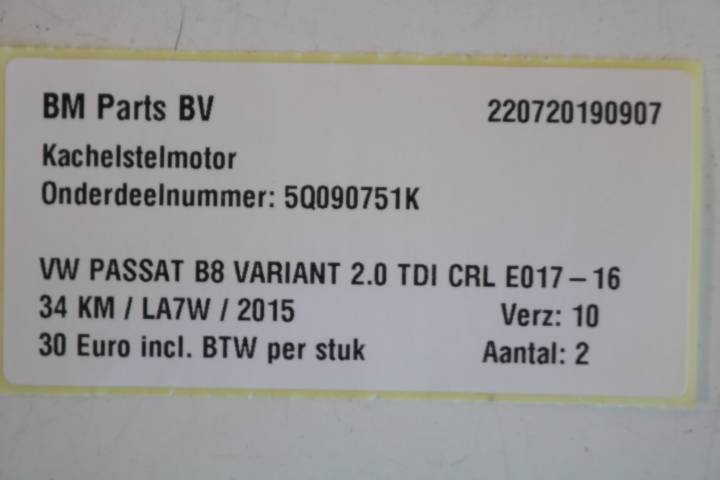 BM Parts BV 220720190907
Kachelstelmotor
Onderdeelnummer: 5Q090751K
VW PASSAT B8 VARIANT 2.0 TDI CRL E017-16
34 KM / LA7W / 2015 Verz: 10
30 Euro incl. BTW per stuk Aantal: 2